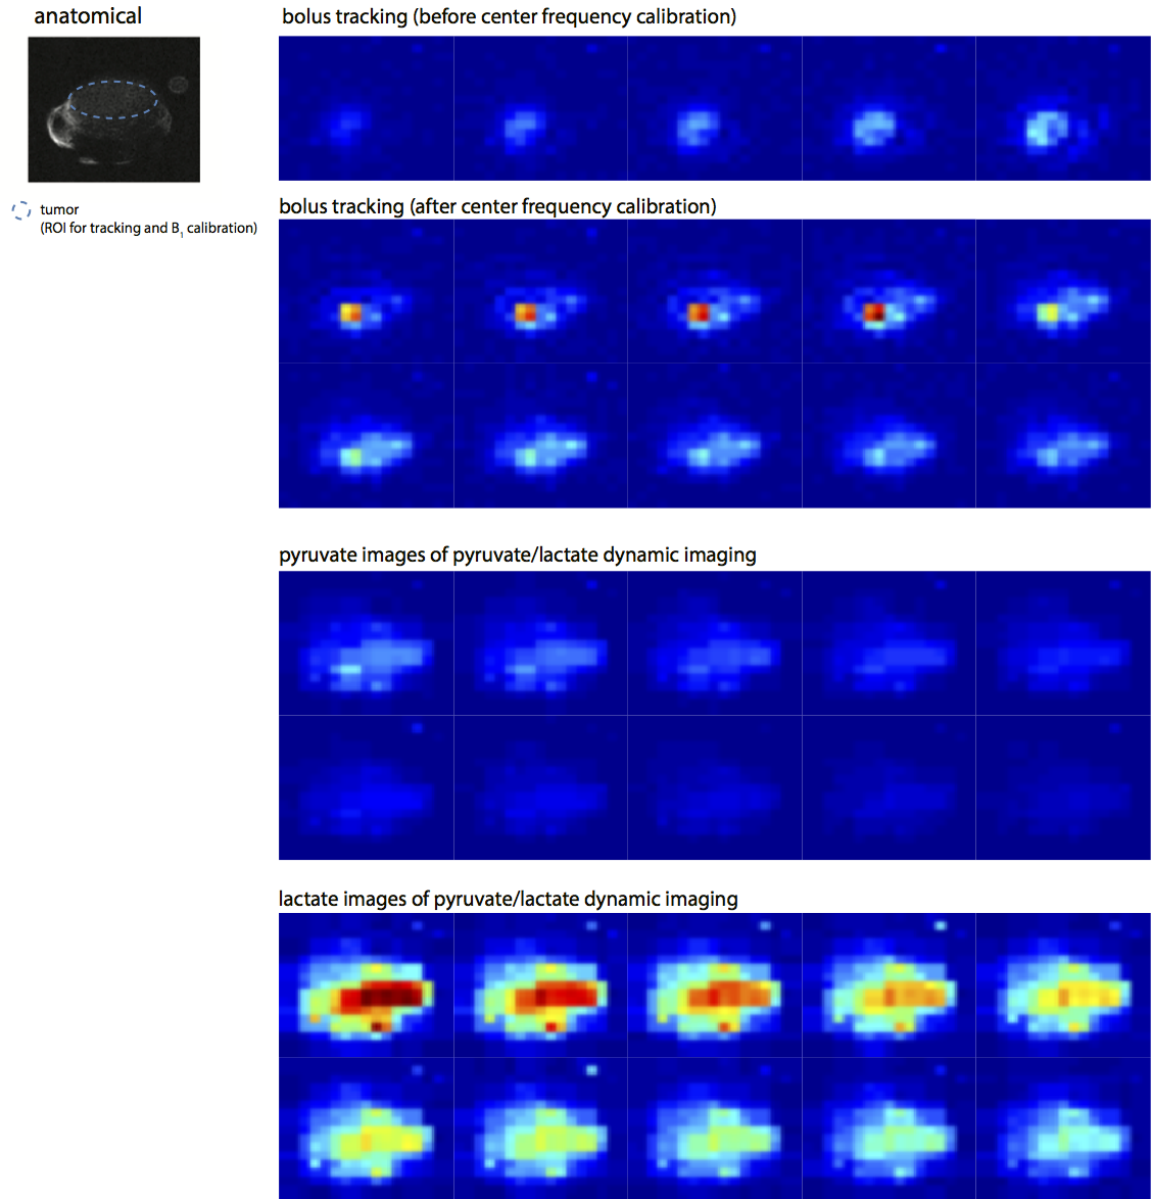 anatomical
bolus tracking (before center frequency calibration)
tumor
(ROI for tracking and B₁ calibration)
bolus tracking (after center frequency calibration)
pyruvate images of pyruvate/lactate dynamic imaging
lactate images of pyruvate/lactate dynamic imaging